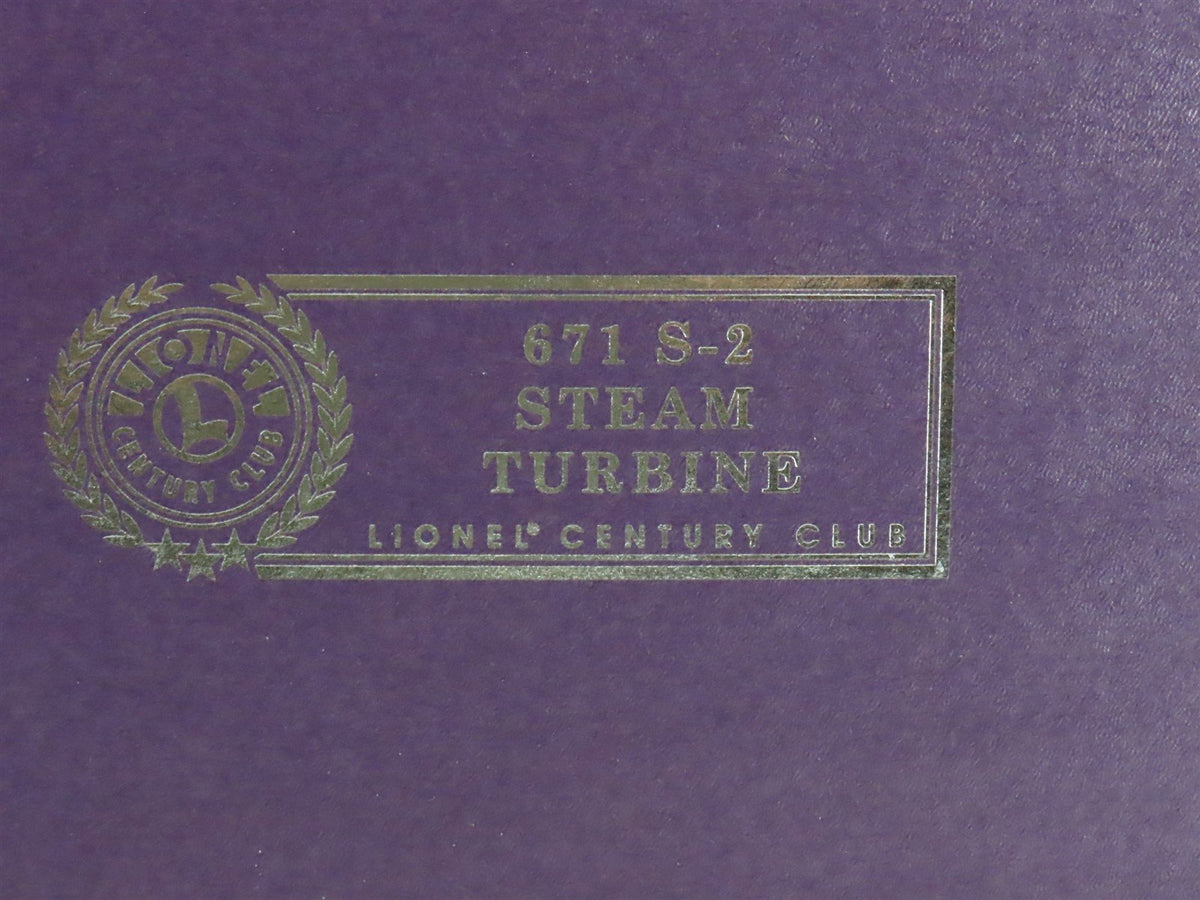 LIONEL
L
CENTURY CLUB
671 S-2
STEAM
TURBINE
LIONEL® CENTURY CLUB